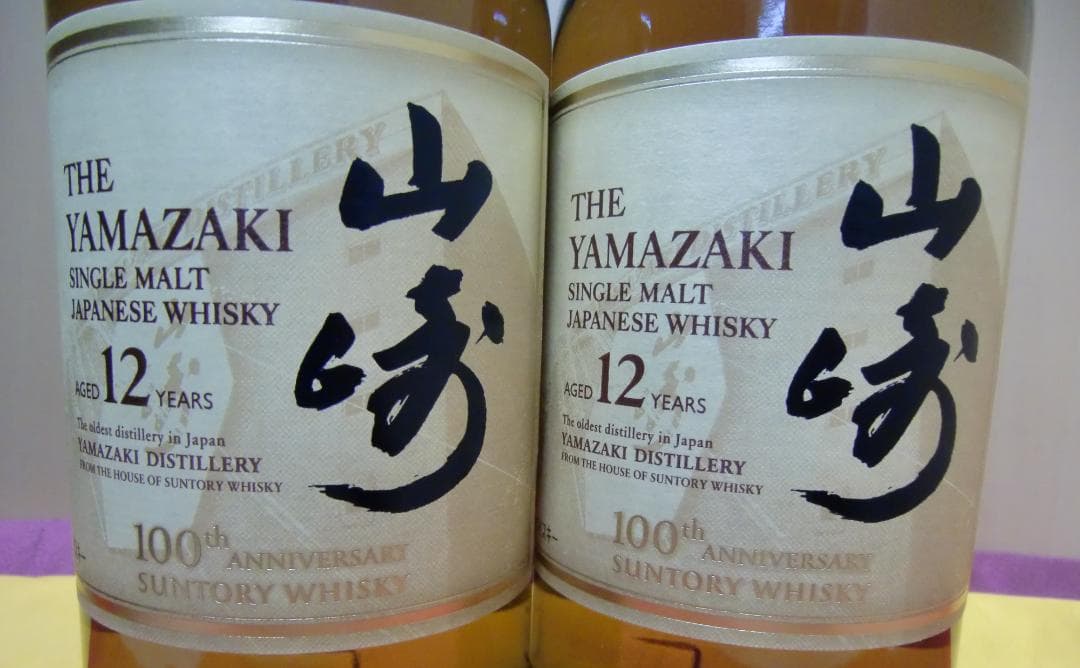 THE
YAMAZAKI
SINGLE MALT
JAPANESE WHISKY
AGED 12 YEARS
The oldest distillery in Japan
YAMAZAKI DISTILLERY
FROM THE HOUSE OF SUNTORY WHISKY
100th ANNIVERSARY
SUNTORY WHISKY
山崎
DISTILLERY
THE
YAMAZAKI
SINGLE MALT
JAPANESE WHISKY
AGED 12 YEARS
The oldest distillery in Japan
YAMAZAKI DISTILLERY
FROM THE HOUSE OF SUNTORY WHISKY
100th ANNIVERSARY
SUNTORY WHISKY
山崎
DISTILLERY